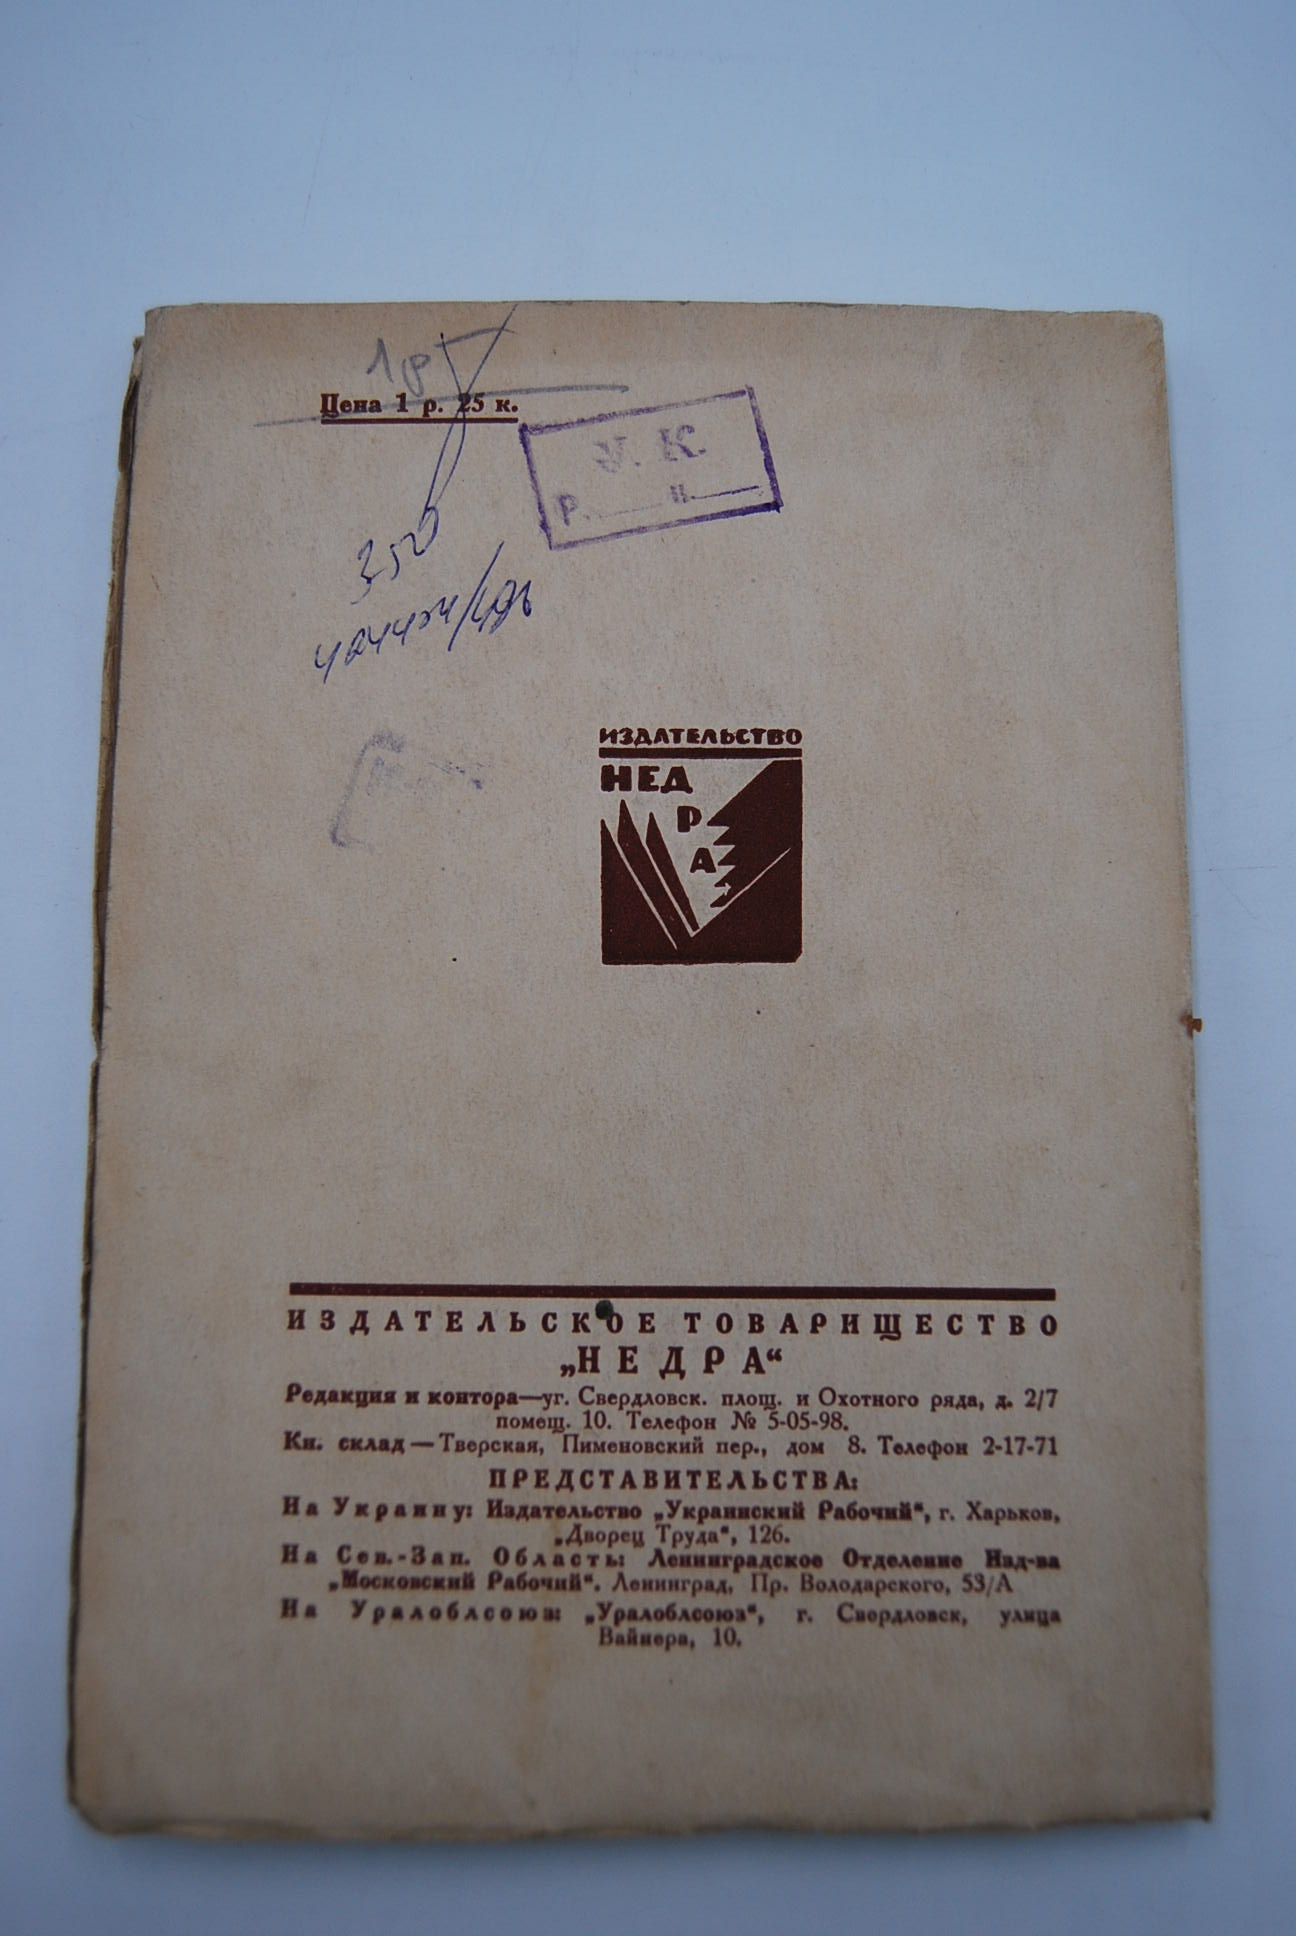 1р
Цена 1 р. 25 к.
У. К.
Р.____ п____
350
ИЗДАТЕЛЬСТВО
НЕД
Р
А
ИЗДАТЕЛЬСКОЕ ТОВАРИЩЕСТВО
„НЕДРА“
Редакция и контора—уг. Свердловск. площ. и Охотного ряда, д. 2/7
помещ. 10. Телефон № 5-05-98.
Кн. склад — Тверская, Пименовский пер., дом 8. Телефон 2-17-71
ПРЕДСТАВИТЕЛЬСТВА:
На Украину: Издательство „Украинский Рабочий“, г. Харьков,
„Дворец Труда“, 126.
На Сев.-Зап. Область: Ленинградское Отделение Изд-ва
„Московский Рабочий“. Ленинград, Пр. Володарского, 53/А
На Уралоблсоюз: „Уралоблсоюз“, г. Свердловск, улица
Вайнера, 10.